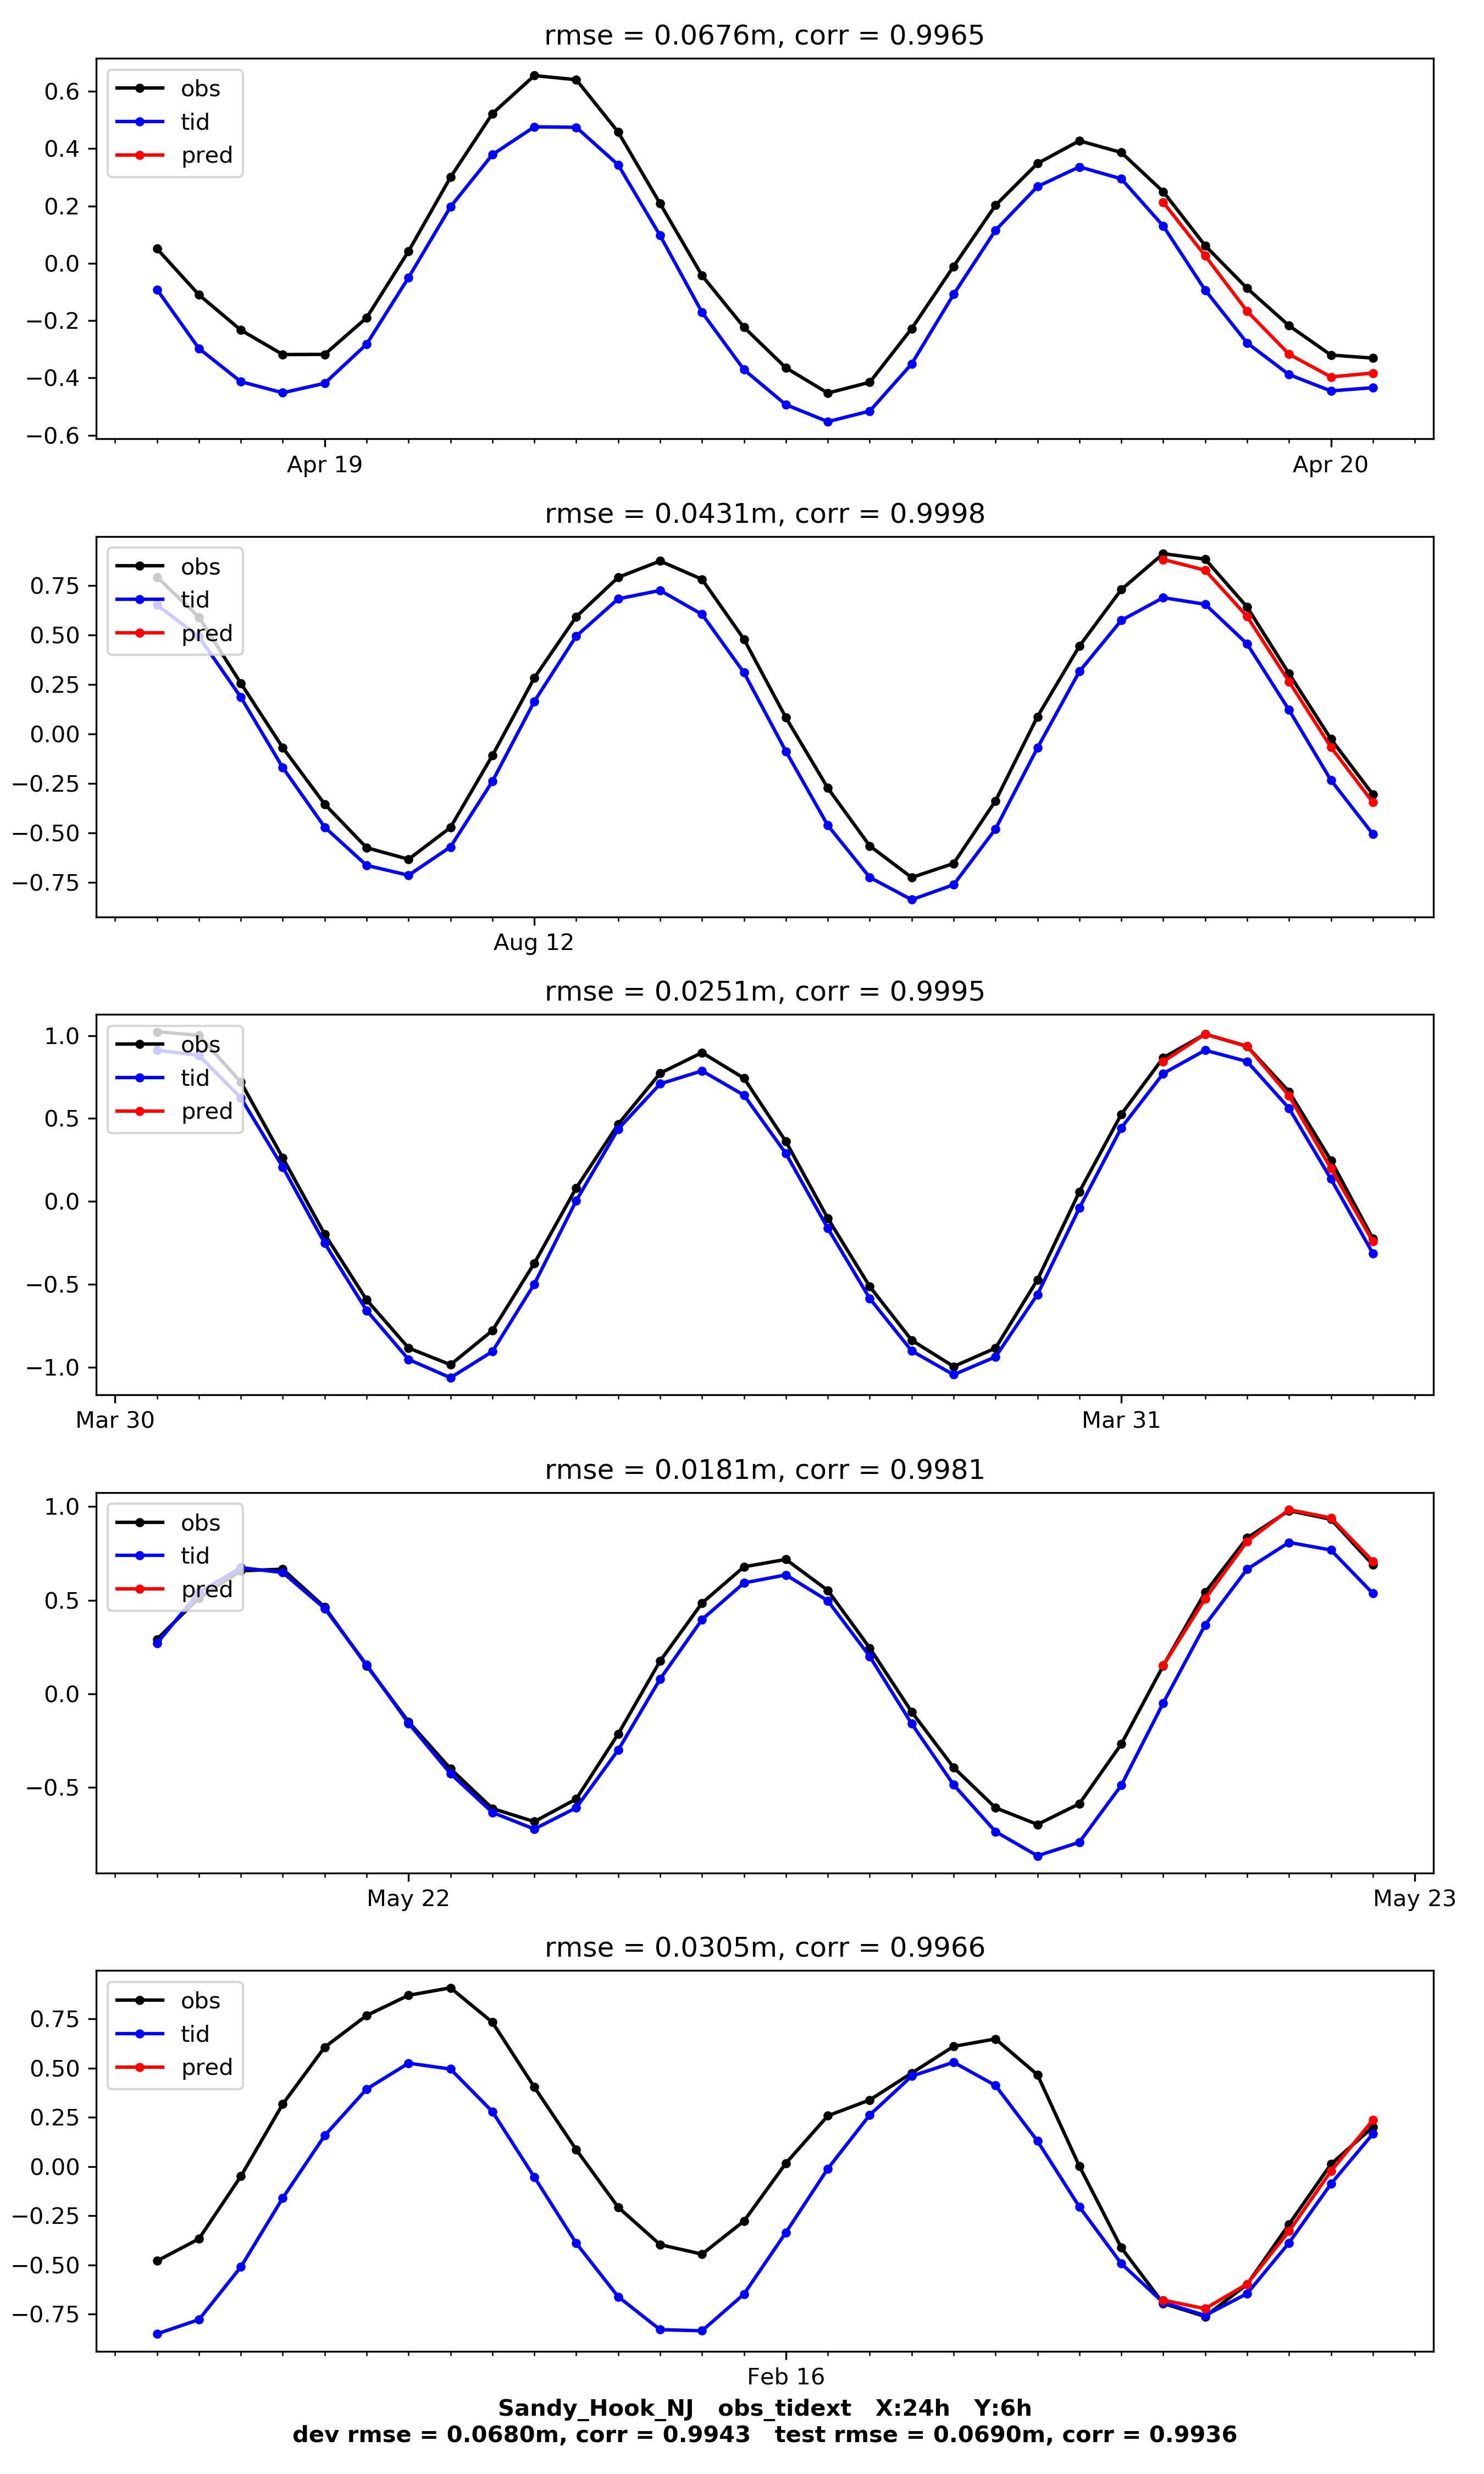 rmse = 0.0676m, corr = 0.9965
obs
tid
pred
0.6
0.4
0.2
0.0
−0.2
−0.4
−0.6
Apr 19 Apr 20
rmse = 0.0431m, corr = 0.9998
obs
tid
pred
0.75
0.50
0.25
0.00
−0.25
−0.50
−0.75
Aug 12
rmse = 0.0251m, corr = 0.9995
obs
tid
pred
1.0
0.5
0.0
−0.5
−1.0
Mar 30 Mar 31
rmse = 0.0181m, corr = 0.9981
obs
tid
pred
1.0
0.5
0.0
−0.5
May 22 May 23
rmse = 0.0305m, corr = 0.9966
obs
tid
pred
0.75
0.50
0.25
0.00
−0.25
−0.50
−0.75
Feb 16
Sandy_Hook_NJ obs_tidext X:24h Y:6h
dev rmse = 0.0680m, corr = 0.9943 test rmse = 0.0690m, corr = 0.9936